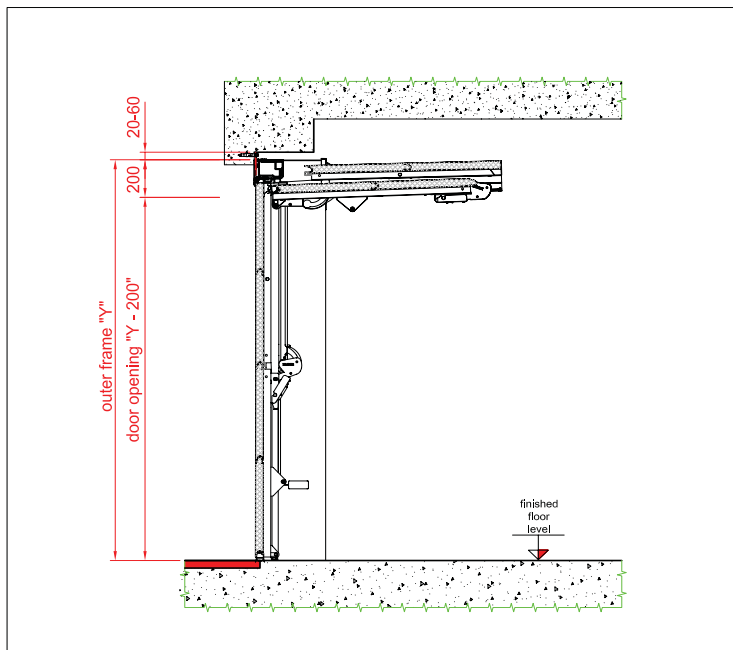 20-60
200
outer frame "Y"
door opening "Y - 200"
finished
floor
level